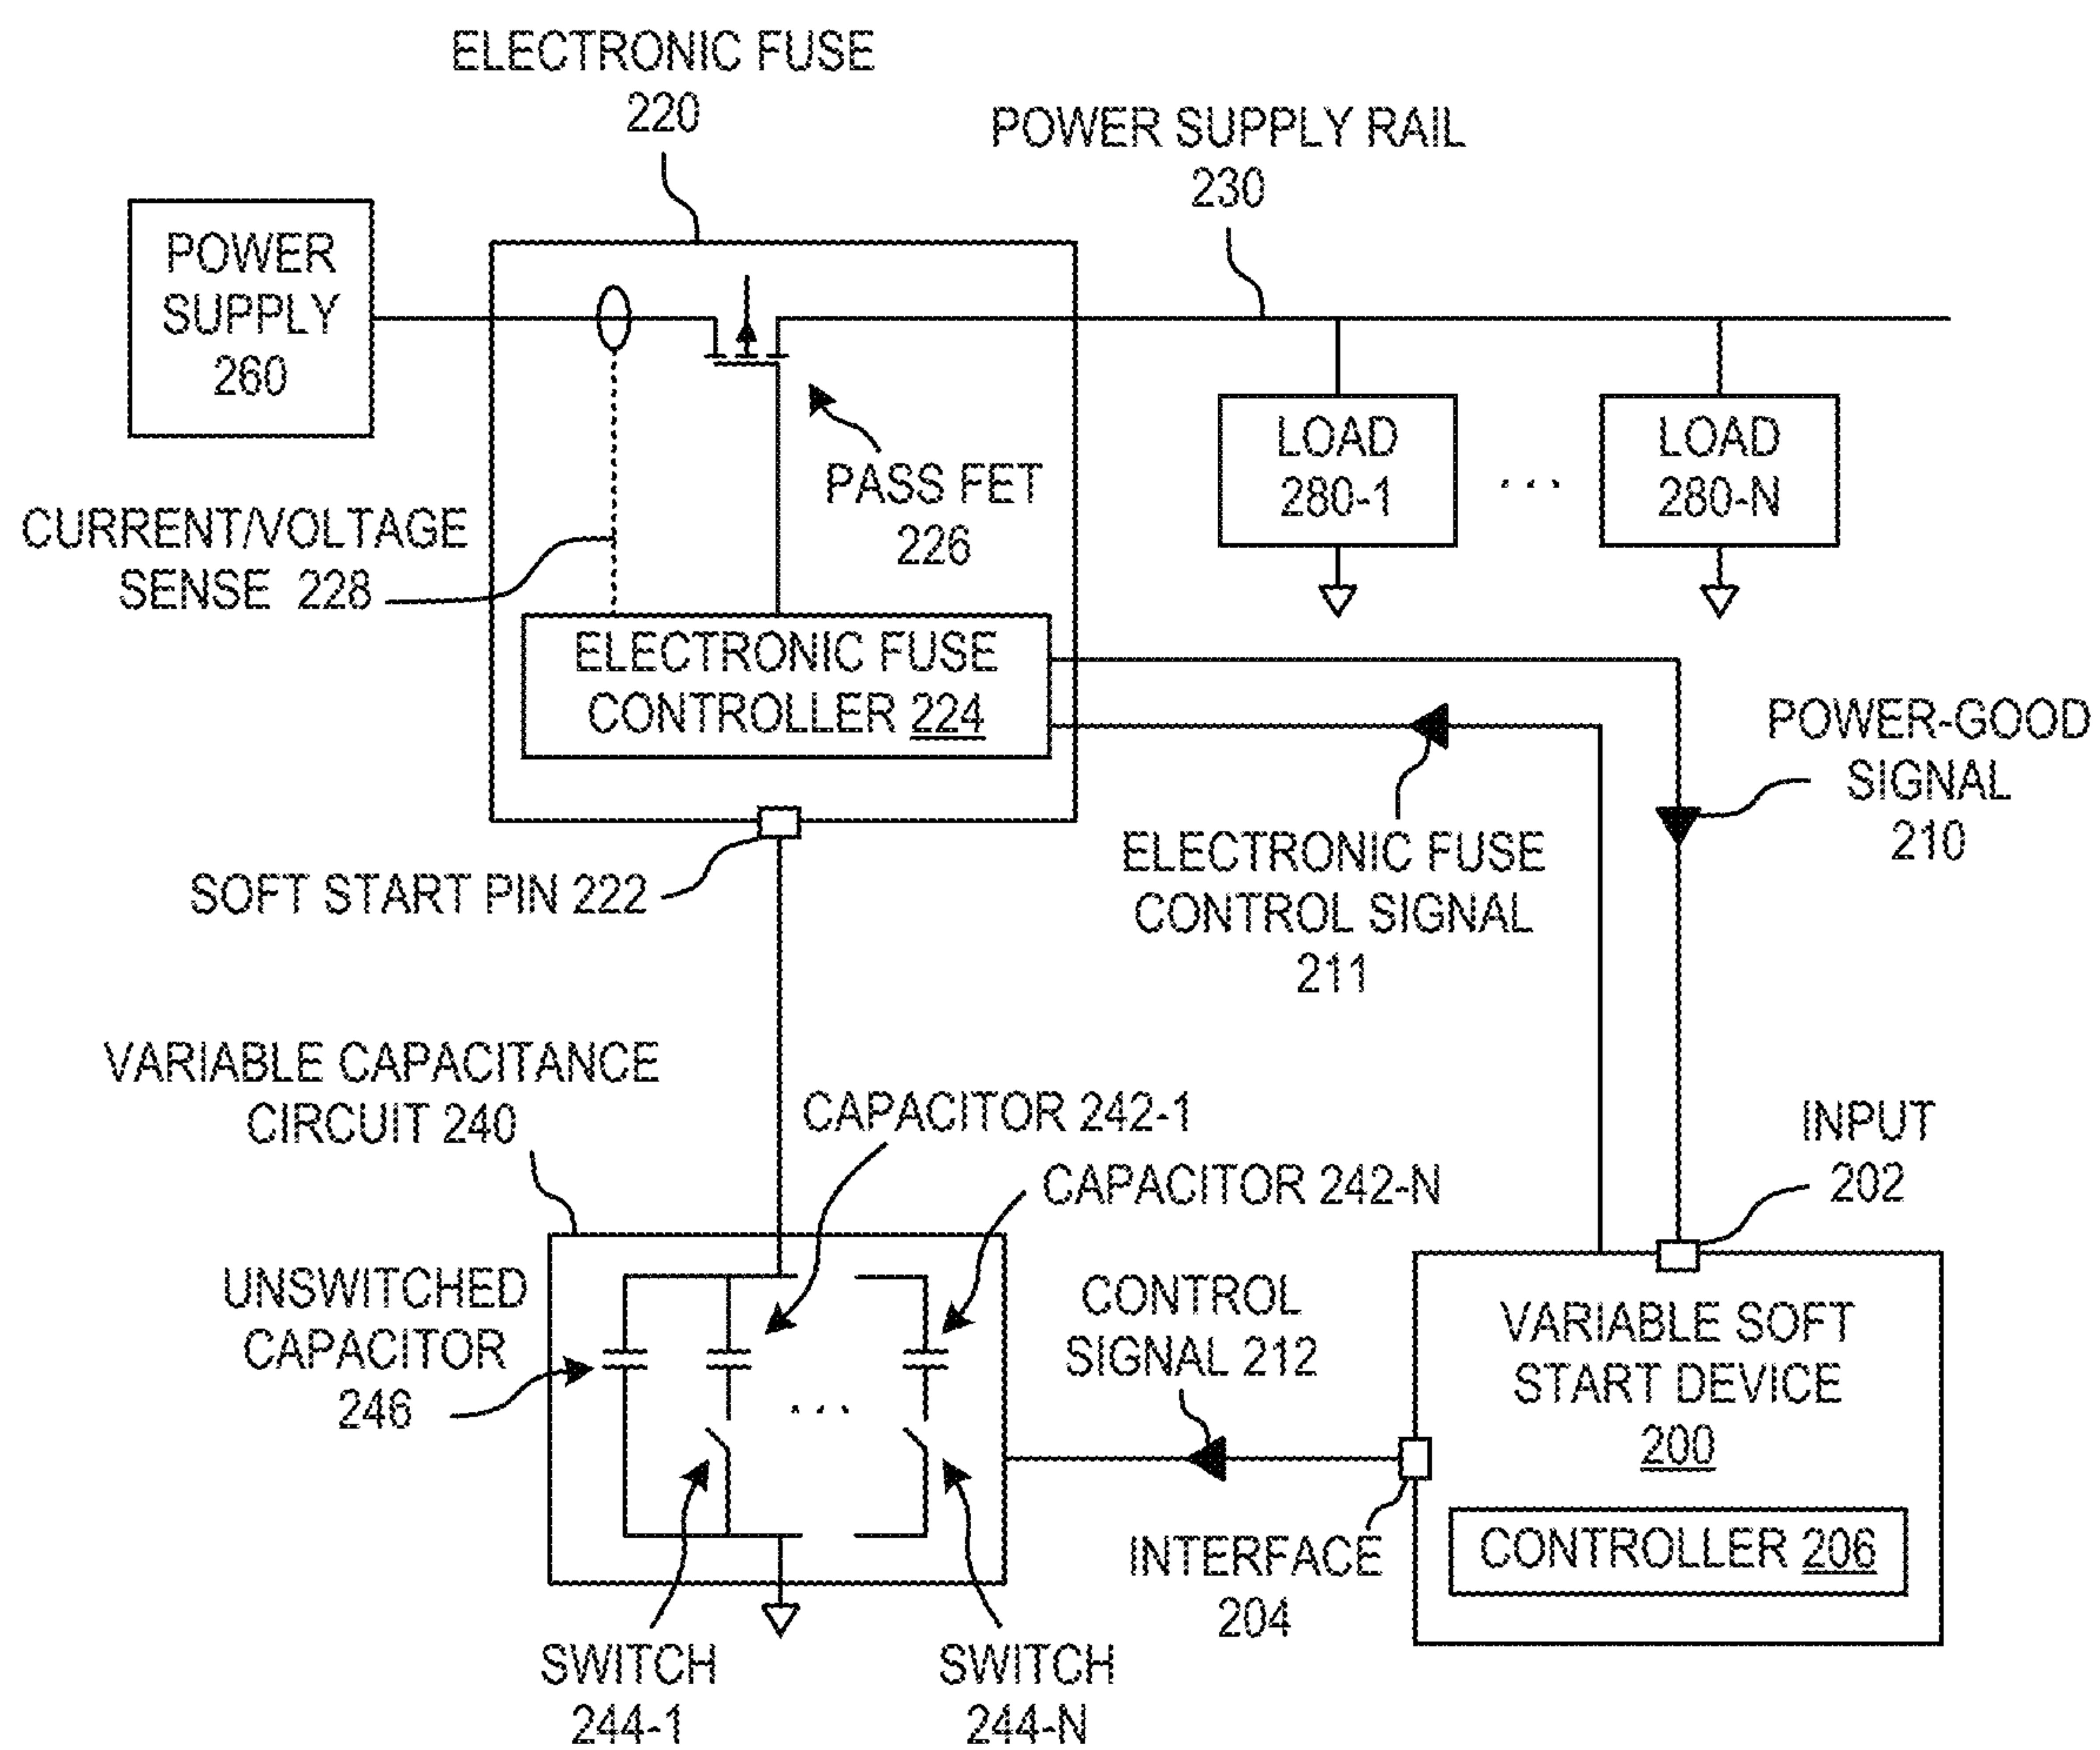 ELECTRONIC FUSE
220
POWER SUPPLY RAIL
230
POWER
SUPPLY
260
LOAD
280-1
. . .
LOAD
280-N
PASS FET
226
CURRENT/VOLTAGE
SENSE 228
ELECTRONIC FUSE
CONTROLLER 224
POWER-GOOD
SIGNAL
210
ELECTRONIC FUSE
CONTROL SIGNAL
211
SOFT START PIN 222
VARIABLE CAPACITANCE
CIRCUIT 240
CAPACITOR 242-1
CAPACITOR 242-N
INPUT
202
UNSWITCHED
CAPACITOR
246
. . .
CONTROL
SIGNAL 212
VARIABLE SOFT
START DEVICE
200
CONTROLLER 206
INTERFACE
204
SWITCH
244-1
SWITCH
244-N